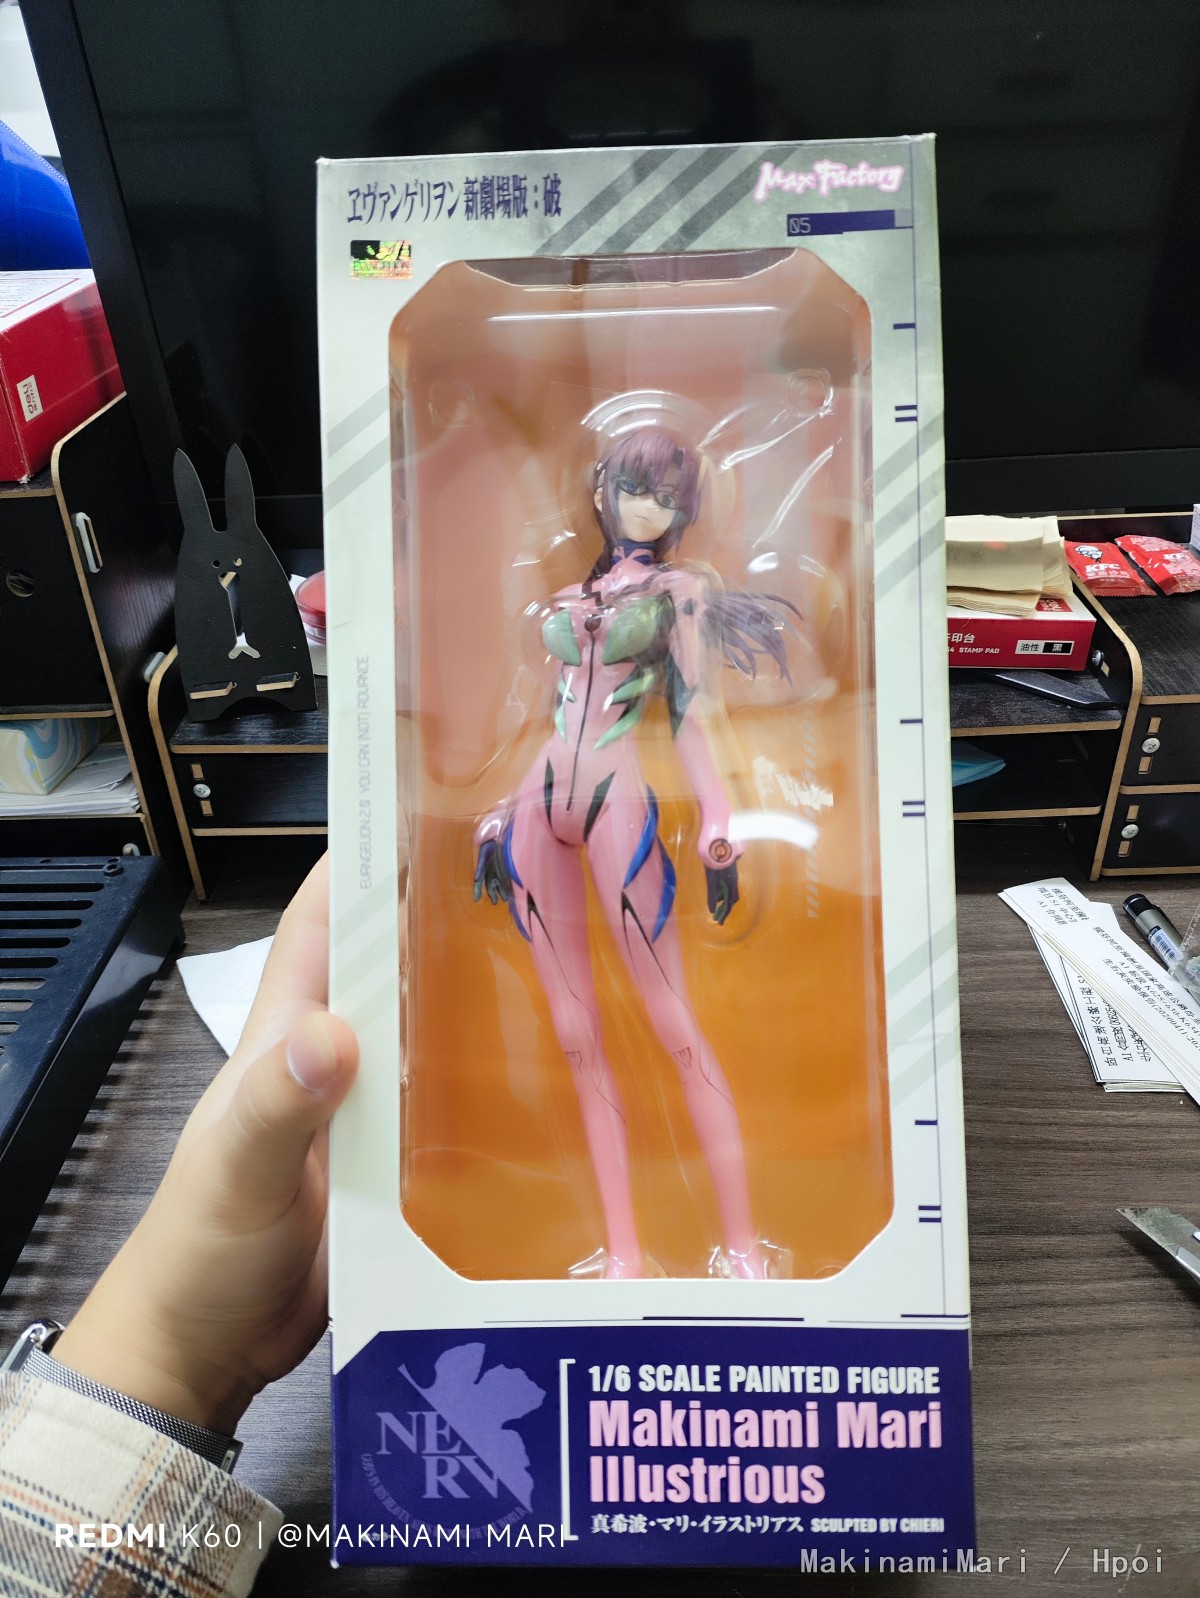 ヱヴァンゲリヲン新劇場版：破
Max Factory
05
EVANGELION
EVANGELION 2.0 YOU CAN (NOT) ADVANCE
KFC
印台
STAMP PAD
油性 黑
NERV
1/6 SCALE PAINTED FIGURE
Makinami Mari
Illustrious
真希波・マリ・イラストリアス SCULPTED BY CHIERI
REDMI K60 | @MAKINAMI MARI
MakinamiMari / Hpoi